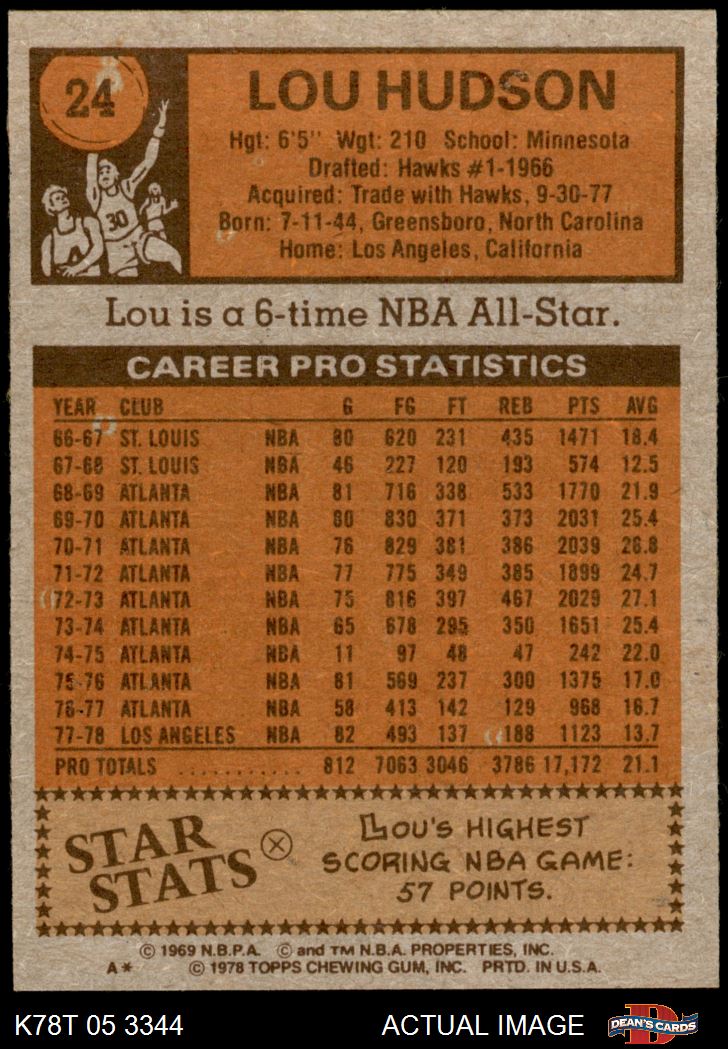 24
30
LOU HUDSON
Hgt: 6'5" Wgt: 210 School: Minnesota
Drafted: Hawks #1-1966
Acquired: Trade with Hawks, 9-30-77
Born: 7-11-44, Greensboro, North Carolina
Home: Los Angeles, California
Lou is a 6-time NBA All-Star.
CAREER PRO STATISTICS
YEAR CLUB G FG FT REB PTS AVG
66-67 ST. LOUIS NBA 80 620 231 435 1471 18.4
67-68 ST. LOUIS NBA 46 227 120 193 574 12.5
68-69 ATLANTA NBA 81 716 338 533 1770 21.9
69-70 ATLANTA NBA 80 830 371 373 2031 25.4
70-71 ATLANTA NBA 76 829 381 386 2039 26.8
71-72 ATLANTA NBA 77 775 349 385 1899 24.7
72-73 ATLANTA NBA 75 816 397 467 2029 27.1
73-74 ATLANTA NBA 65 678 295 350 1651 25.4
74-75 ATLANTA NBA 11 97 48 47 242 22.0
75-76 ATLANTA NBA 81 569 237 300 1375 17.0
76-77 ATLANTA NBA 58 413 142 129 968 16.7
77-78 LOS ANGELES NBA 82 493 137 188 1123 13.7
PRO TOTALS ........... 812 7063 3046 3786 17,172 21.1
STAR
STATS
LOU'S HIGHEST
SCORING NBA GAME:
57 POINTS.
© 1969 N.B.P.A. © and TM N.B.A. PROPERTIES, INC.
A* © 1978 TOPPS CHEWING GUM, INC. PRTD. IN U.S.A.
K78T 05 3344 ACTUAL IMAGE
D
DEAN'S CARDS